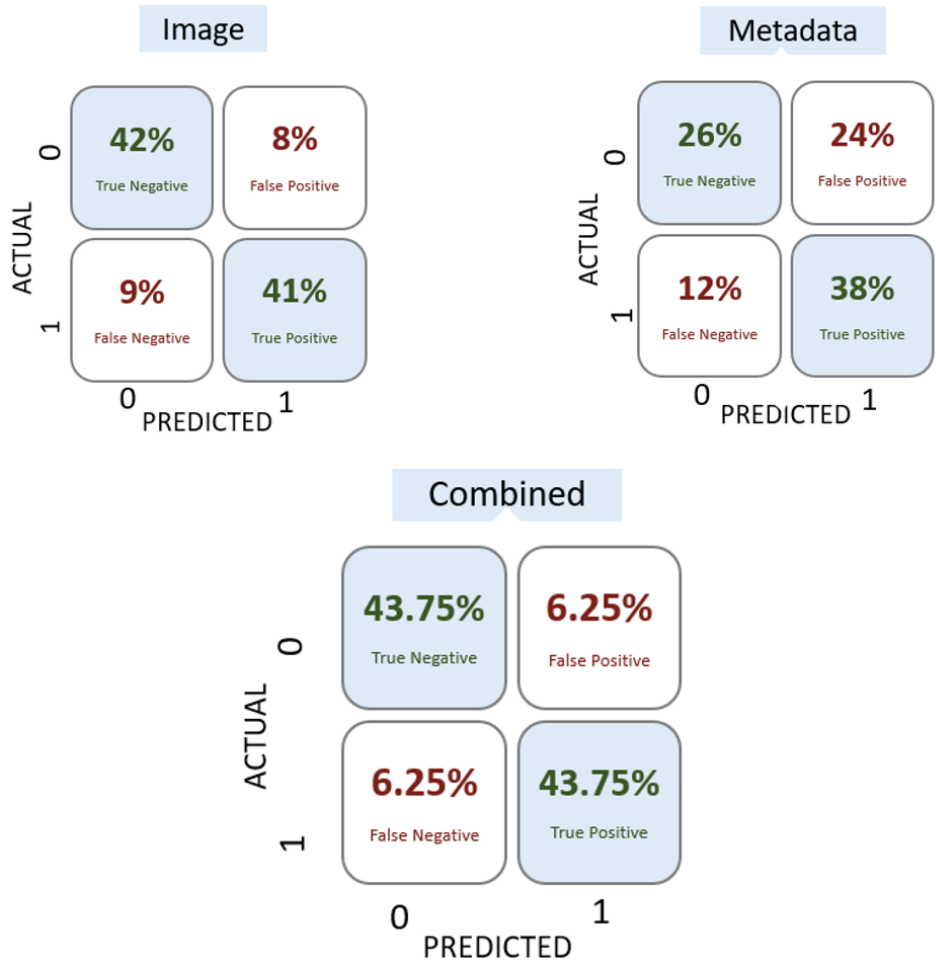 Image
42%
True Negative
8%
False Positive
9%
False Negative
41%
True Positive
ACTUAL
0
1
0
1
PREDICTED
Metadata
26%
True Negative
24%
False Positive
12%
False Negative
38%
True Positive
ACTUAL
0
1
0
1
PREDICTED
Combined
43.75%
True Negative
6.25%
False Positive
6.25%
False Negative
43.75%
True Positive
ACTUAL
0
1
0
1
PREDICTED